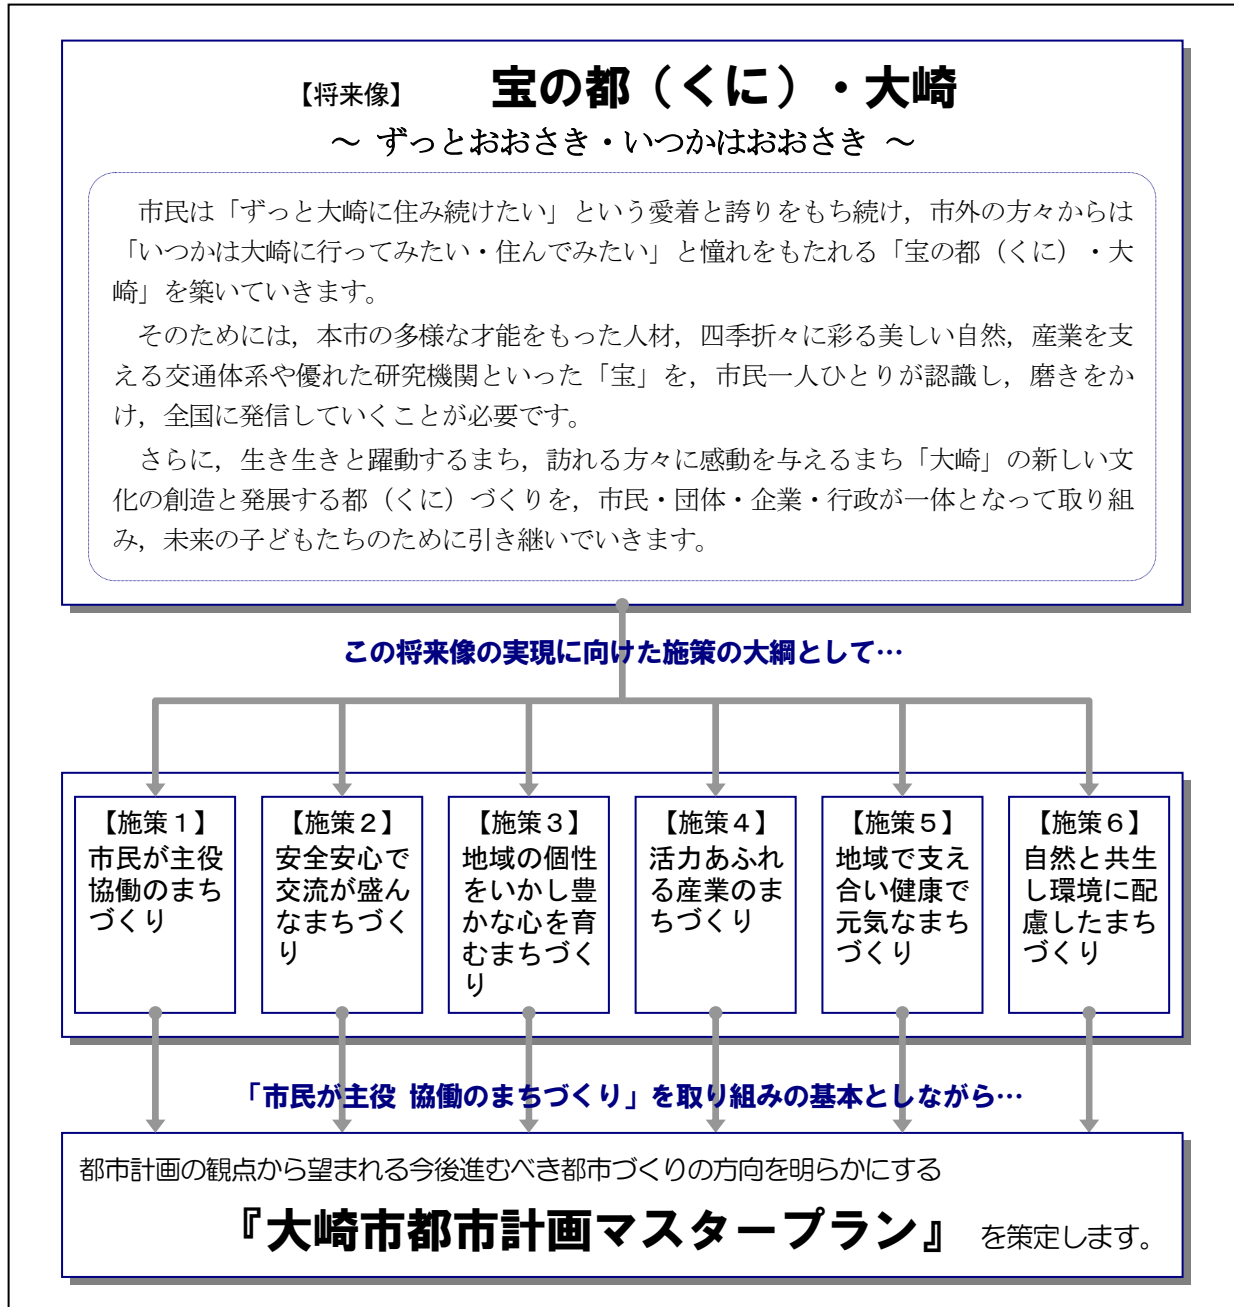 【将来像】 宝の都（くに）・大崎
～ ずっとおおさき・いつかはおおさき ～
市民は「ずっと大崎に住み続けたい」という愛着と誇りをもち続け，市外の方々からは
「いつかは大崎に行ってみたい・住んでみたい」と憧れをもたれる「宝の都（くに）・大
崎」を築いていきます。
そのためには，本市の多様な才能をもった人材，四季折々に彩る美しい自然，産業を支
える交通体系や優れた研究機関といった「宝」を，市民一人ひとりが認識し，磨きをか
け，全国に発信していくことが必要です。
さらに，生き生きと躍動するまち，訪れる方々に感動を与えるまち「大崎」の新しい文
化の創造と発展する都（くに）づくりを，市民・団体・企業・行政が一体となって取り組
み，未来の子どもたちのために引き継いでいきます。
この将来像の実現に向けた施策の大綱として…
【施策１】
市民が主役
協働のまち
づくり
【施策２】
安全安心で
交流が盛ん
なまちづく
り
【施策３】
地域の個性
をいかし豊
かな心を育
むまちづく
り
【施策４】
活力あふれ
る産業のま
ちづくり
【施策５】
地域で支え
合い健康で
元気なまち
づくり
【施策６】
自然と共生
し環境に配
慮したまち
づくり
「市民が主役 協働のまちづくり」を取り組みの基本としながら…
都市計画の観点から望まれる今後進むべき都市づくりの方向を明らかにする
『大崎市都市計画マスタープラン』 を策定します。